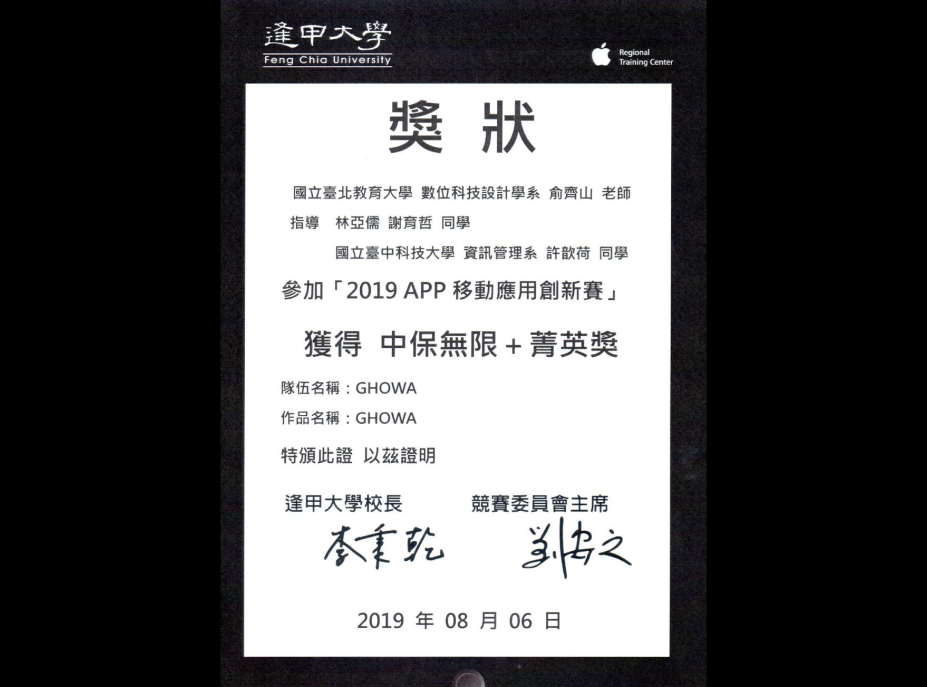 逢甲大學
Feng Chia University
Regional
Training Center
獎 狀
國立臺北教育大學 數位科技設計學系 俞齊山 老師
指導 林亞儒 謝育哲 同學
國立臺中科技大學 資訊管理系 許歆荷 同學
參加「2019 APP 移動應用創新賽」
獲得 中保無限+菁英獎
隊伍名稱：GHOWA
作品名稱：GHOWA
特頒此證 以茲證明
逢甲大學校長 競賽委員會主席
李秉乾 劉安之
2019 年 08 月 06 日